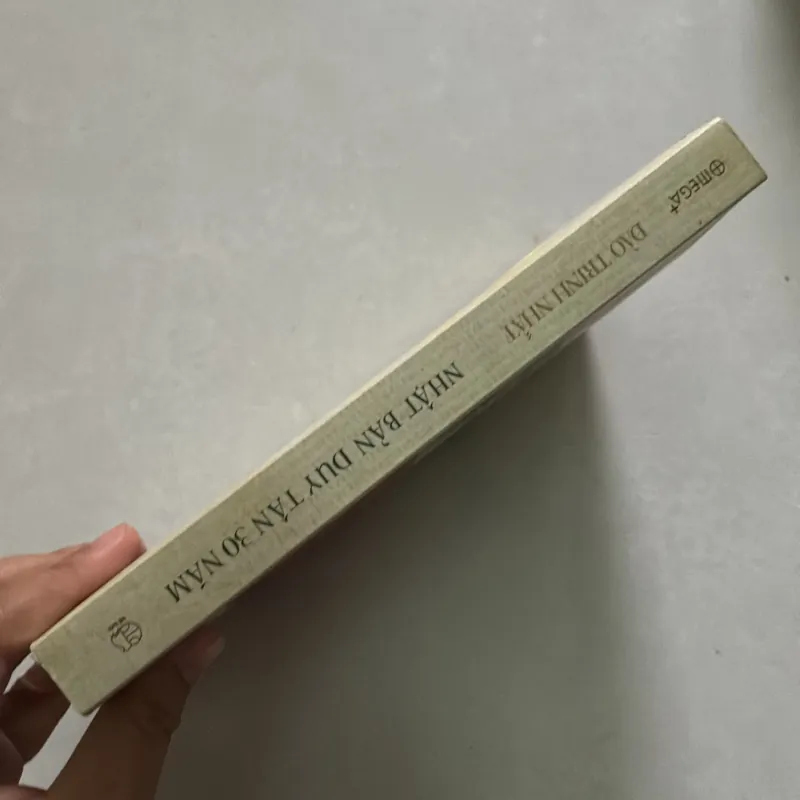 OMEGA+
ĐÀO TRINH NHẤT
NHẬT BẢN DUY TÂN 30 NĂM